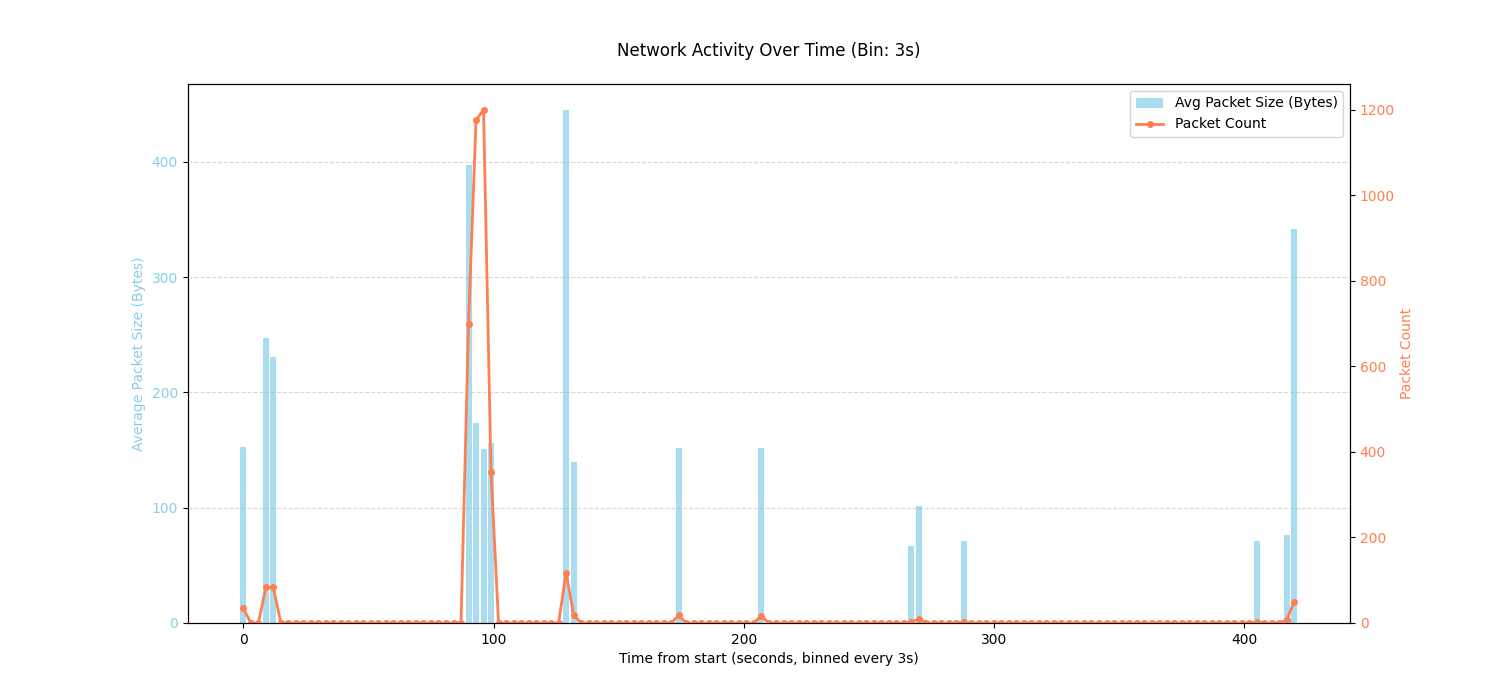 Network Activity Over Time (Bin: 3s)
Avg Packet Size (Bytes)
Packet Count
Average Packet Size (Bytes)
400
300
200
100
0
1200
1000
800
600
400
200
0
Packet Count
0 100 200 300 400
Time from start (seconds, binned every 3s)